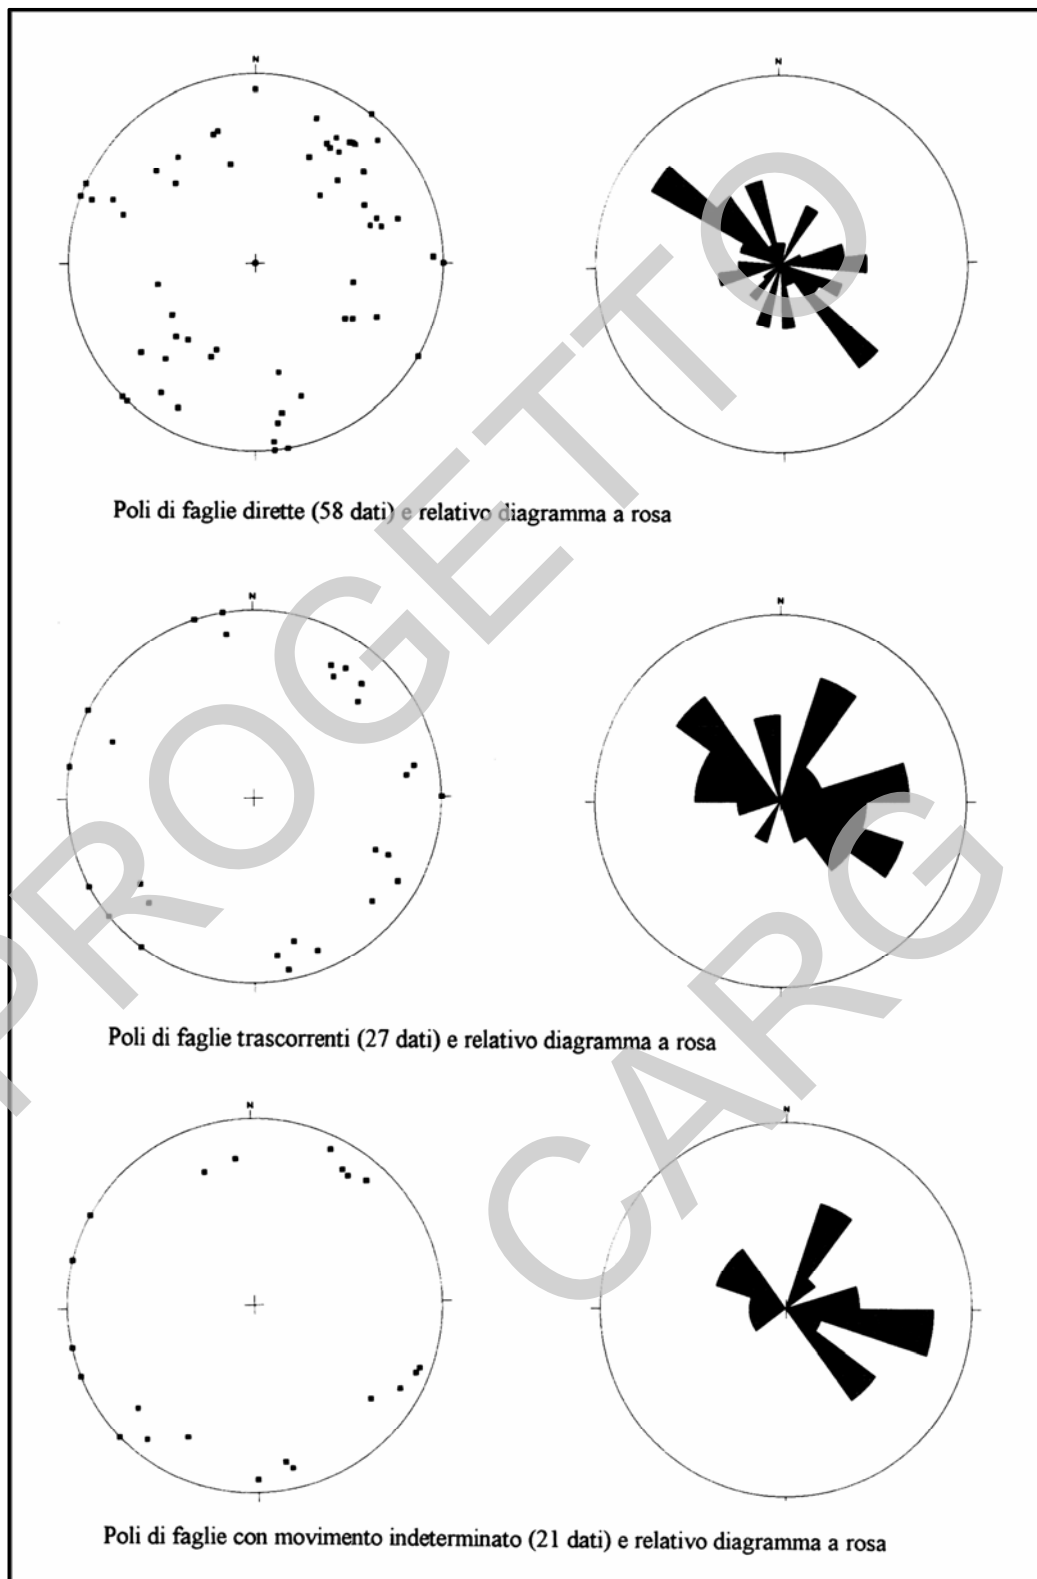 N
N
Poli di faglie dirette (58 dati) e relativo diagramma a rosa
N
N
Poli di faglie trascorrenti (27 dati) e relativo diagramma a rosa
N
N
Poli di faglie con movimento indeterminato (21 dati) e relativo diagramma a rosa
PROGETTO
CARG